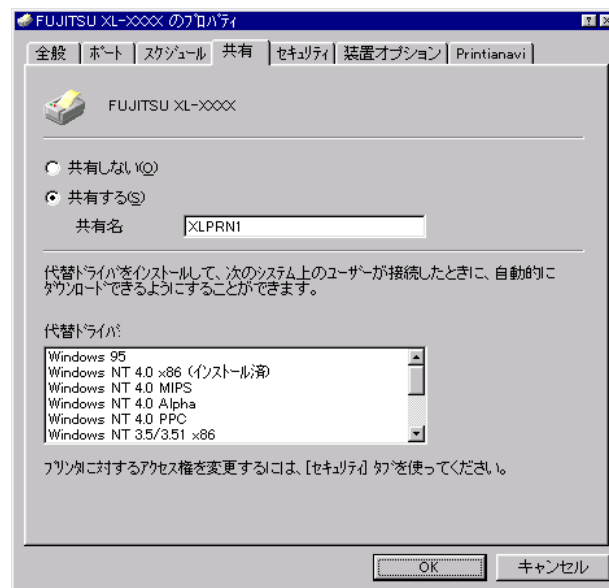 FUJITSU XL-XXXX のプロパティ
全般 ポート スケジュール 共有 セキュリティ 装置オプション Printianavi
FUJITSU XL-XXXX
共有しない(O)
共有する(S)
共有名 XLPRN1
代替ドライバをインストールして、次のシステム上のユーザーが接続したときに、自動的に
ダウンロードできるようにすることができます。
代替ドライバ:
Windows 95
Windows NT 4.0 x86 (インストール済)
Windows NT 4.0 MIPS
Windows NT 4.0 Alpha
Windows NT 4.0 PPC
Windows NT 3.5/3.51 x86
プリンタに対するアクセス権を変更するには、[セキュリティ] タブを使ってください。
OK キャンセル